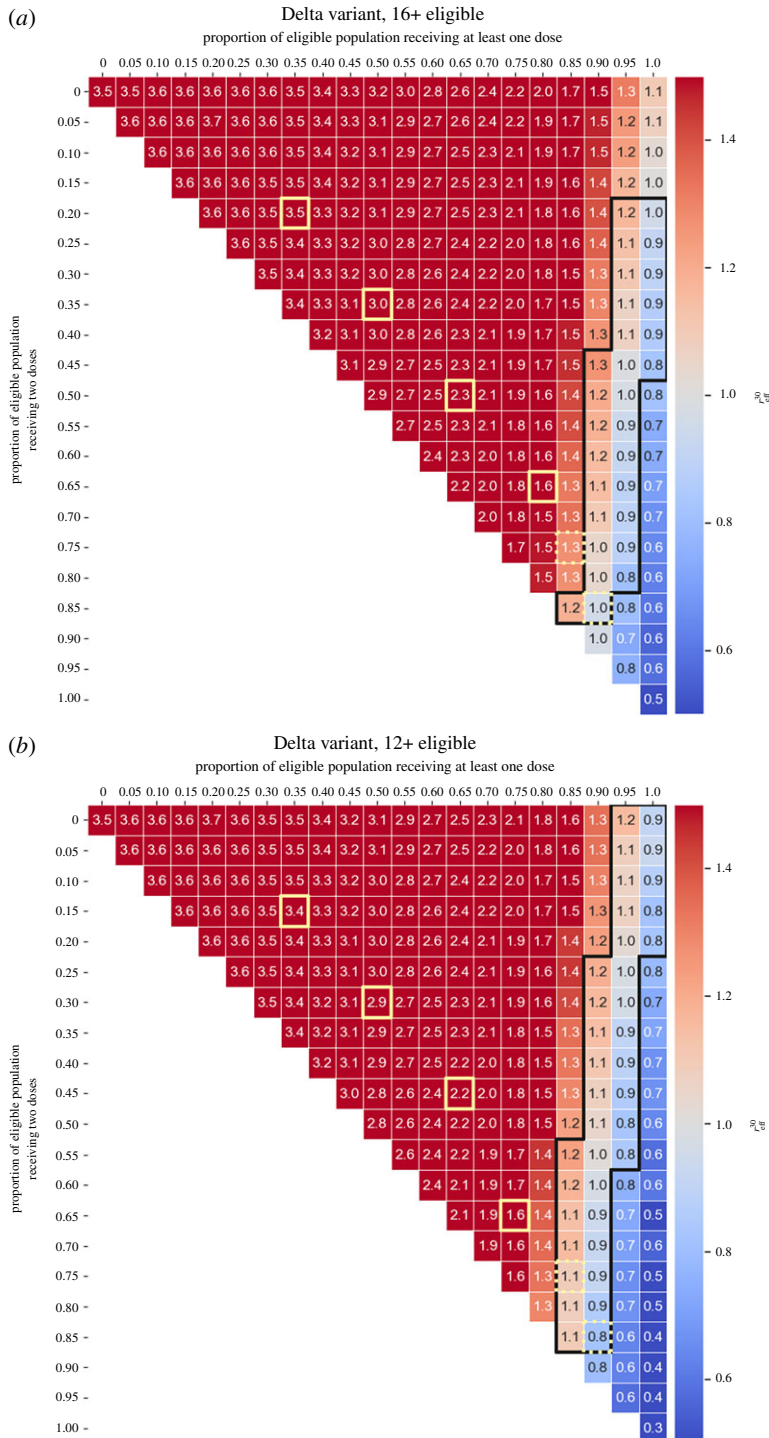 (a)
Delta variant, 16+ eligible
proportion of eligible population receiving at least one dose
0 0.05 0.10 0.15 0.20 0.25 0.30 0.35 0.40 0.45 0.50 0.55 0.60 0.65 0.70 0.75 0.80 0.85 0.90 0.95 1.0
0 3.5 3.5 3.6 3.6 3.6 3.6 3.6 3.5 3.4 3.3 3.2 3.0 2.8 2.6 2.4 2.2 2.0 1.7 1.5 1.3 1.1
0.05 3.6 3.6 3.6 3.7 3.6 3.6 3.5 3.4 3.3 3.1 2.9 2.7 2.6 2.4 2.2 1.9 1.7 1.5 1.2 1.1
0.10 3.6 3.6 3.6 3.6 3.6 3.5 3.4 3.2 3.1 2.9 2.7 2.5 2.3 2.1 1.9 1.7 1.5 1.2 1.0
0.15 3.6 3.6 3.6 3.5 3.5 3.4 3.2 3.1 2.9 2.7 2.5 2.3 2.1 1.9 1.6 1.4 1.2 1.0
0.20 3.6 3.6 3.5 3.5 3.3 3.2 3.1 2.9 2.7 2.5 2.3 2.1 1.8 1.6 1.4 1.2 1.0
0.25 3.6 3.5 3.4 3.3 3.2 3.0 2.8 2.7 2.4 2.2 2.0 1.8 1.6 1.4 1.1 0.9
0.30 3.5 3.4 3.3 3.2 3.0 2.8 2.6 2.4 2.2 2.0 1.8 1.5 1.3 1.1 0.9
0.35 3.4 3.3 3.1 3.0 2.8 2.6 2.4 2.2 2.0 1.7 1.5 1.3 1.1 0.9
0.40 3.2 3.1 3.0 2.8 2.6 2.3 2.1 1.9 1.7 1.5 1.3 1.1 0.9
0.45 3.1 2.9 2.7 2.5 2.3 2.1 1.9 1.7 1.5 1.3 1.0 0.8
0.50 2.9 2.7 2.5 2.3 2.1 1.9 1.6 1.4 1.2 1.0 0.8
0.55 2.7 2.5 2.3 2.1 1.8 1.6 1.4 1.2 0.9 0.7
0.60 2.4 2.3 2.0 1.8 1.6 1.4 1.2 0.9 0.7
0.65 2.2 2.0 1.8 1.6 1.3 1.1 0.9 0.7
0.70 2.0 1.8 1.5 1.3 1.1 0.9 0.7
0.75 1.7 1.5 1.3 1.0 0.9 0.6
0.80 1.5 1.3 1.0 0.8 0.6
0.85 1.2 1.0 0.8 0.6
0.90 1.0 0.7 0.6
0.95 0.8 0.6
1.00 0.5
proportion of eligible population
receiving two doses
1.4
1.2
1.0
0.8
0.6
r30eff
(b)
Delta variant, 12+ eligible
proportion of eligible population receiving at least one dose
0 0.05 0.10 0.15 0.20 0.25 0.30 0.35 0.40 0.45 0.50 0.55 0.60 0.65 0.70 0.75 0.80 0.85 0.90 0.95 1.0
0 3.5 3.6 3.6 3.6 3.7 3.6 3.5 3.5 3.4 3.2 3.1 2.9 2.7 2.5 2.3 2.1 1.8 1.6 1.3 1.2 0.9
0.05 3.6 3.6 3.6 3.6 3.6 3.5 3.5 3.3 3.2 3.1 2.9 2.7 2.5 2.2 2.0 1.8 1.5 1.3 1.1 0.9
0.10 3.6 3.6 3.6 3.6 3.5 3.5 3.3 3.2 3.0 2.8 2.7 2.4 2.2 2.0 1.8 1.5 1.3 1.1 0.9
0.15 3.6 3.6 3.6 3.5 3.4 3.3 3.2 3.0 2.8 2.6 2.4 2.2 2.0 1.7 1.5 1.3 1.1 0.8
0.20 3.6 3.6 3.5 3.4 3.3 3.1 3.0 2.8 2.6 2.4 2.1 1.9 1.7 1.4 1.2 1.0 0.8
0.25 3.6 3.5 3.4 3.3 3.1 3.0 2.8 2.6 2.4 2.1 1.9 1.6 1.4 1.2 1.0 0.8
0.30 3.5 3.4 3.2 3.1 2.9 2.7 2.5 2.3 2.1 1.9 1.6 1.4 1.2 1.0 0.7
0.35 3.4 3.2 3.1 2.9 2.7 2.5 2.3 2.1 1.8 1.5 1.3 1.1 0.9 0.7
0.40 3.2 3.1 2.9 2.7 2.5 2.2 2.0 1.8 1.5 1.3 1.1 0.9 0.7
0.45 3.0 2.8 2.6 2.4 2.2 2.0 1.8 1.5 1.3 1.1 0.9 0.7
0.50 2.8 2.6 2.4 2.2 2.0 1.8 1.5 1.2 1.1 0.8 0.6
0.55 2.6 2.4 2.2 1.9 1.7 1.4 1.2 1.0 0.8 0.6
0.60 2.4 2.1 1.9 1.7 1.4 1.2 1.0 0.8 0.6
0.65 2.1 1.9 1.6 1.4 1.1 0.9 0.7 0.5
0.70 1.9 1.6 1.4 1.1 0.9 0.7 0.6
0.75 1.6 1.3 1.1 0.9 0.7 0.5
0.80 1.3 1.1 0.9 0.7 0.5
0.85 1.1 0.8 0.6 0.4
0.90 0.8 0.6 0.4
0.95 0.6 0.4
1.00 0.3
proportion of eligible population
receiving two doses
1.4
1.2
1.0
0.8
0.6
r30eff